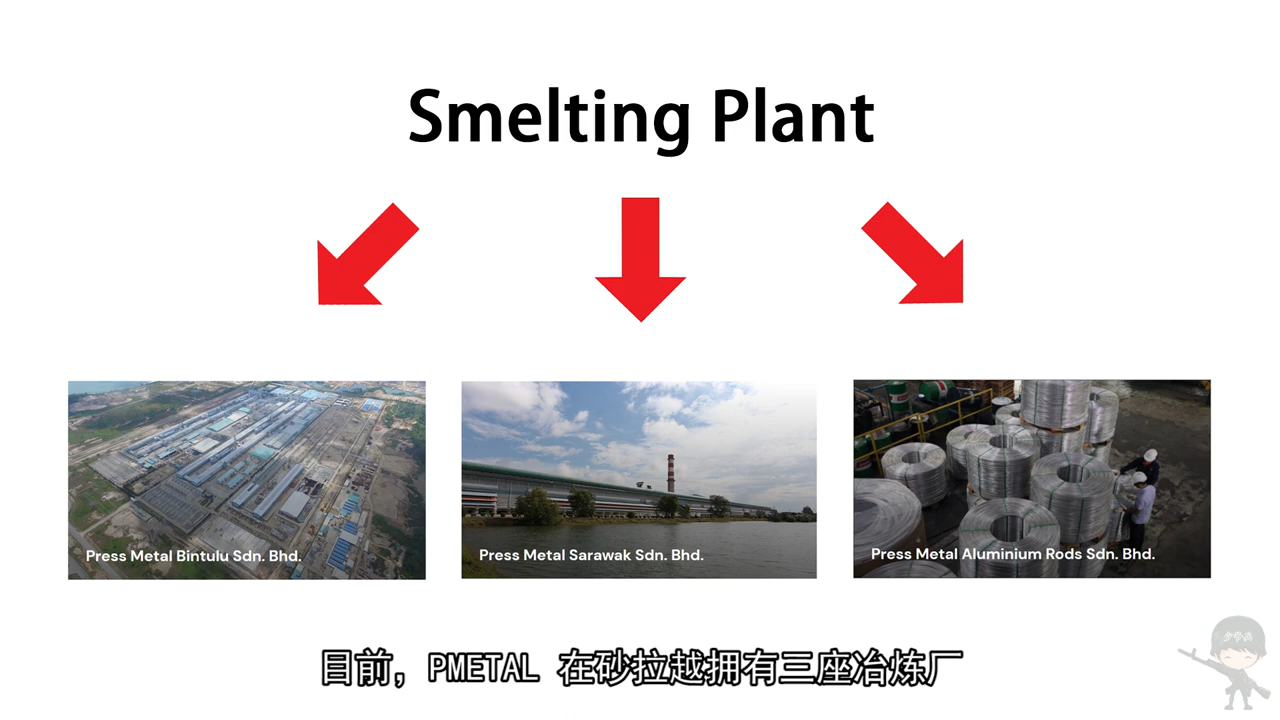 Smelting Plant
Press Metal Bintulu Sdn. Bhd.
Press Metal Sarawak Sdn. Bhd.
Press Metal Aluminium Rods Sdn. Bhd.
目前，PMETAL 在砂拉越拥有三座冶炼厂